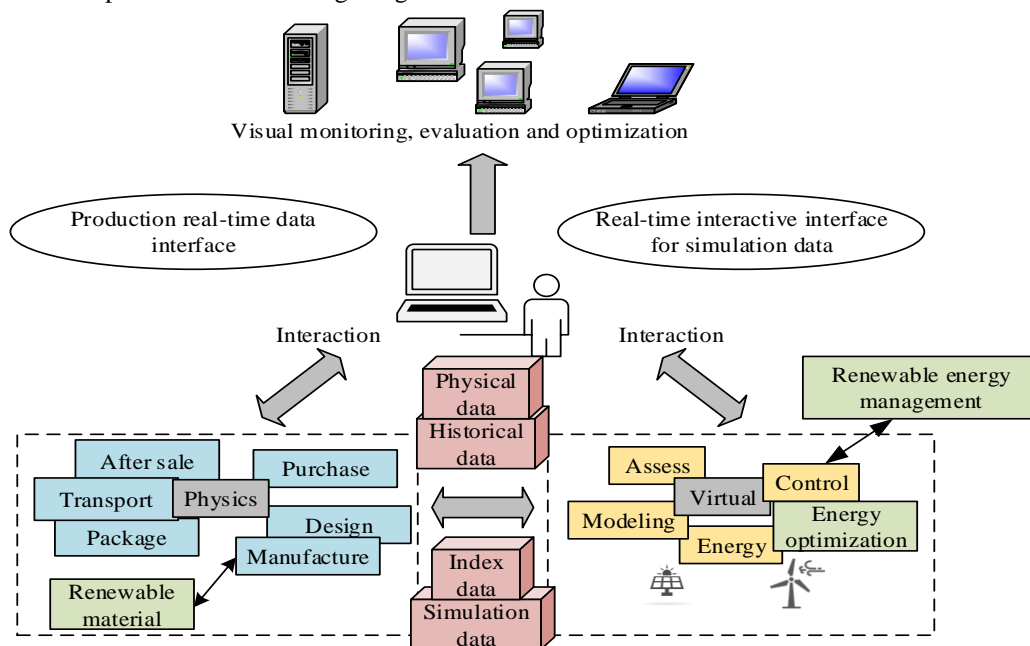 Visual monitoring, evaluation and optimization
Production real-time data
interface
Real-time interactive interface
for simulation data
Interaction
Interaction
Physical
data
Historical
data
Renewable energy
management
After sale
Purchase
Transport
Physics
Package
Design
Manufacture
Renewable
material
Index
data
Simulation
data
Assess
Virtual
Control
Modeling
Energy
Energy
optimization